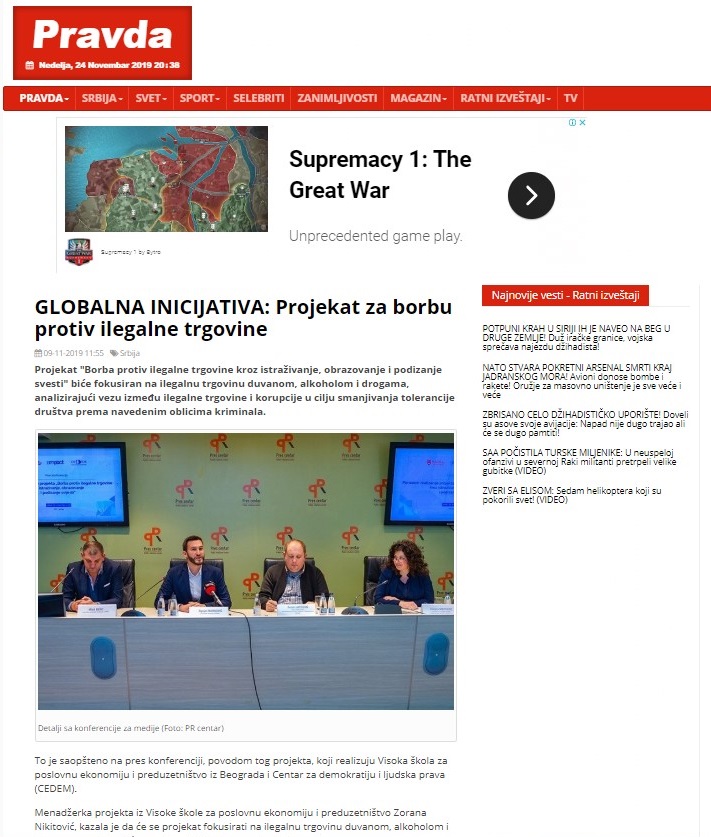 Pravda
Nedelja, 24 Novembar 2019 20:38
PRAVDA SRBIJA SVET SPORT SELEBRITI ZANIMLJIVOSTI MAGAZIN RATNI IZVEŠTAJI TV
Supremacy 1: The
Great War
Unprecedented game play.
Supremacy 1 by Bytro
GLOBALNA INICIJATIVA: Projekat za borbu
protiv ilegalne trgovine
09-11-2019 11:55 Srbija
Projekat "Borba protiv ilegalne trgovine kroz istraživanje, obrazovanje i podizanje
svesti" biće fokusiran na ilegalnu trgovinu duvanom, alkoholom i drogama,
analizirajući vezu između ilegalne trgovine i korupcije u cilju smanjivanja tolerancije
društva prema navedenim oblicima kriminala.
Pres centar
Pres centar
Pres centar
Detalji sa konferencije za medije (Foto: PR centar)
To je saopšteno na pres konferenciji, povodom tog projekta, koji realizuju Visoka škola za
poslovnu ekonomiju i preduzetništvo iz Beograda i Centar za demokratiju i ljudska prava
(CEDEM).
Menadžerka projekta iz Visoke škole za poslovnu ekonomiju i preduzetništvo Zorana
Nikitović, kazala je da će se projekat fokusirati na ilegalnu trgovinu duvanom, alkoholom i
Najnovije vesti - Ratni izveštaji
POTPUNI KRAH U SIRIJI IH JE NAVEO NA BEG U
DRUGE ZEMLJE! Duž iračke granice, vojska
sprečava najezdu džihadista!
NATO STVARA POKRETNI ARSENAL SMRTI KRAJ
JADRANSKOG MORA! Avioni donose bombe i
rakete! Oružje za masovno uništenje je sve veće i
veće
ZBRISANO CELO DŽIHADISTIČKO UPORIŠTE! Doveli
su asove svoje avijacije: Napad nije dugo trajao ali
će se dugo pamtiti!
SAA POČISTILA TURSKE MILJENIKE: U neuspeloj
ofanzivi u severnoj Raki militanti pretrpeli velike
gubitke (VIDEO)
ZVERI SA ELISOM: Sedam helikoptera koji su
pokorili svet! (VIDEO)